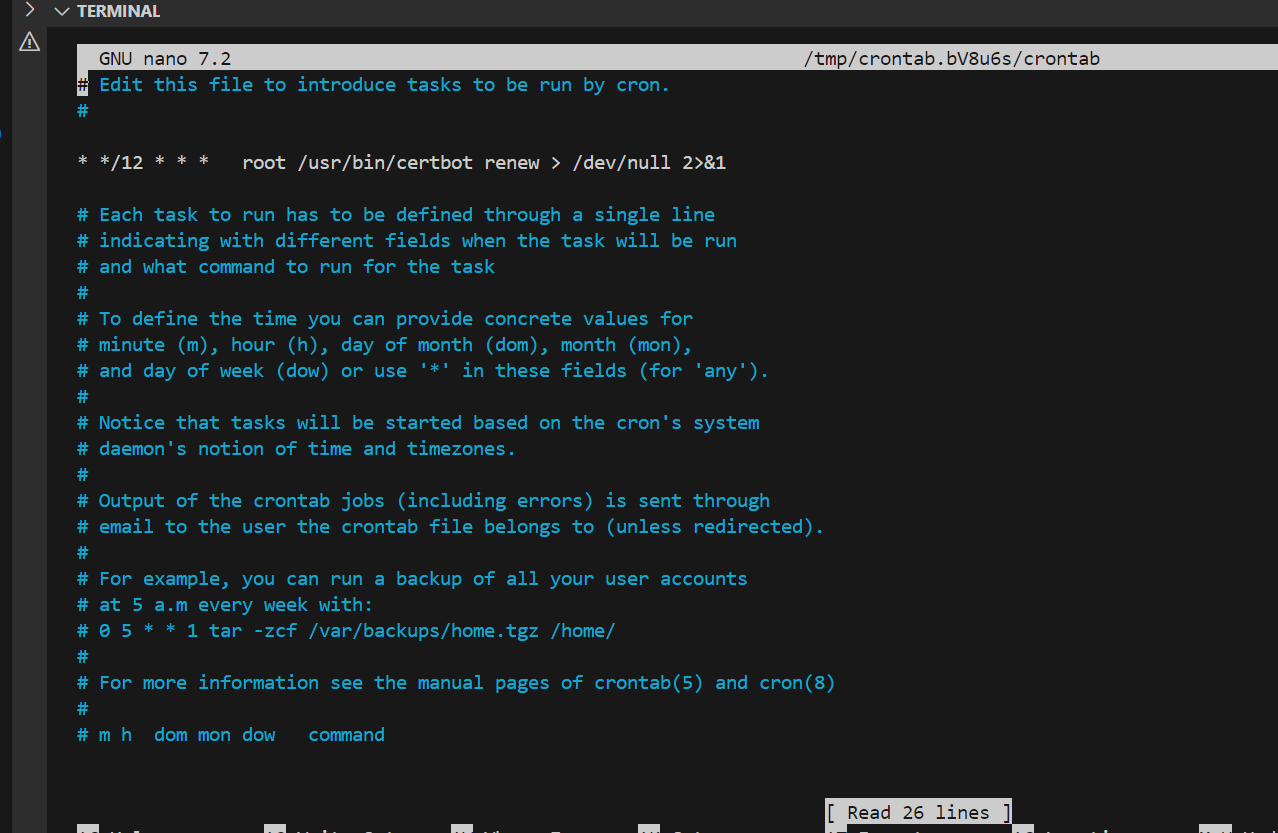 TERMINAL
GNU nano 7.2 /tmp/crontab.bV8u6s/crontab
# Edit this file to introduce tasks to be run by cron.
#
* */12 * * *   root /usr/bin/certbot renew > /dev/null 2>&1
# Each task to run has to be defined through a single line
# indicating with different fields when the task will be run
# and what command to run for the task
#
# To define the time you can provide concrete values for
# minute (m), hour (h), day of month (dom), month (mon),
# and day of week (dow) or use '*' in these fields (for 'any').
#
# Notice that tasks will be started based on the cron's system
# daemon's notion of time and timezones.
#
# Output of the crontab jobs (including errors) is sent through
# email to the user the crontab file belongs to (unless redirected).
#
# For example, you can run a backup of all your user accounts
# at 5 a.m every week with:
# 0 5 * * 1 tar -zcf /var/backups/home.tgz /home/
#
# For more information see the manual pages of crontab(5) and cron(8)
#
# m h  dom mon dow   command
[ Read 26 lines ]